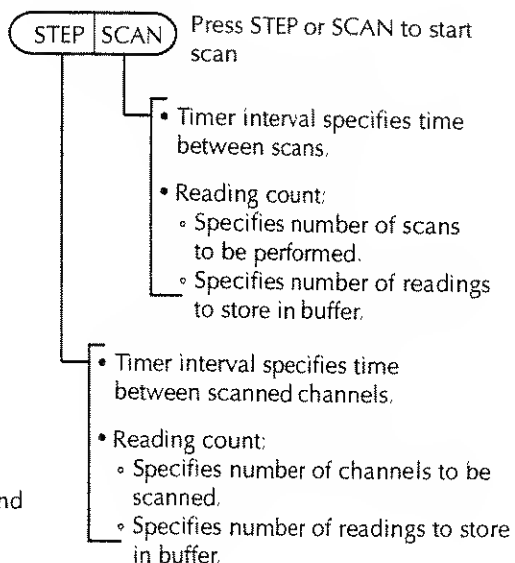 STEP SCAN
Press STEP or SCAN to start
scan
• Timer interval specifies time
between scans.
• Reading count:
◦ Specifies number of scans
to be performed.
◦ Specifies number of readings
to store in buffer.
• Timer interval specifies time
between scanned channels.
• Reading count:
◦ Specifies number of channels to be
scanned.
◦ Specifies number of readings to store
in buffer.